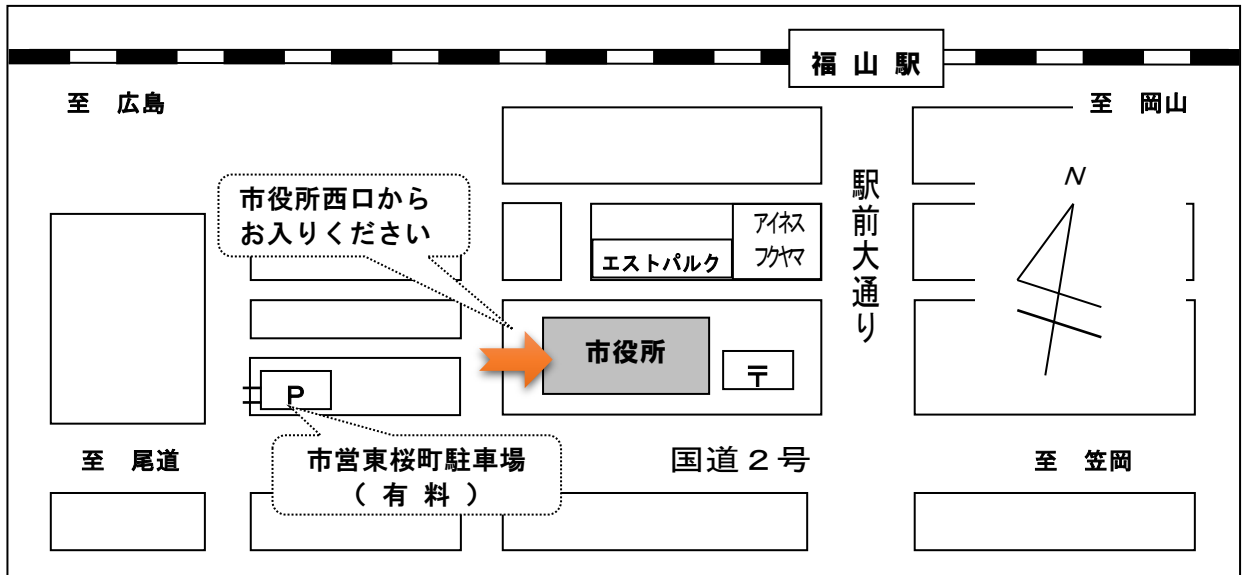 福 山 駅
至 広島
至 岡山
市役所西口から
お入りください
駅前大通り
N
アイネス
フクヤマ
エストパルク
市役所
〒
P
至 尾道
市営東桜町駐車場
( 有 料 )
国道2号
至 笠岡